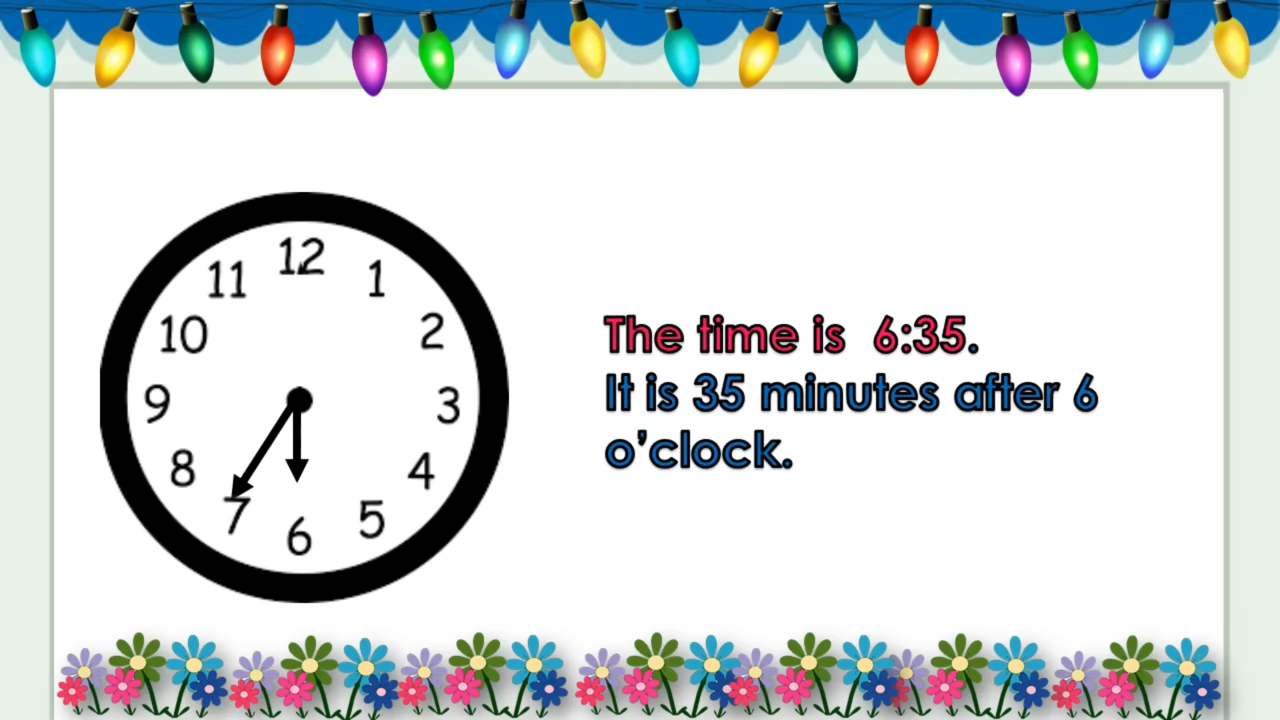 12
11 1
10 2
9 3
8 4
7 5
6
The time is  6:35.
It is 35 minutes after 6
o’clock.